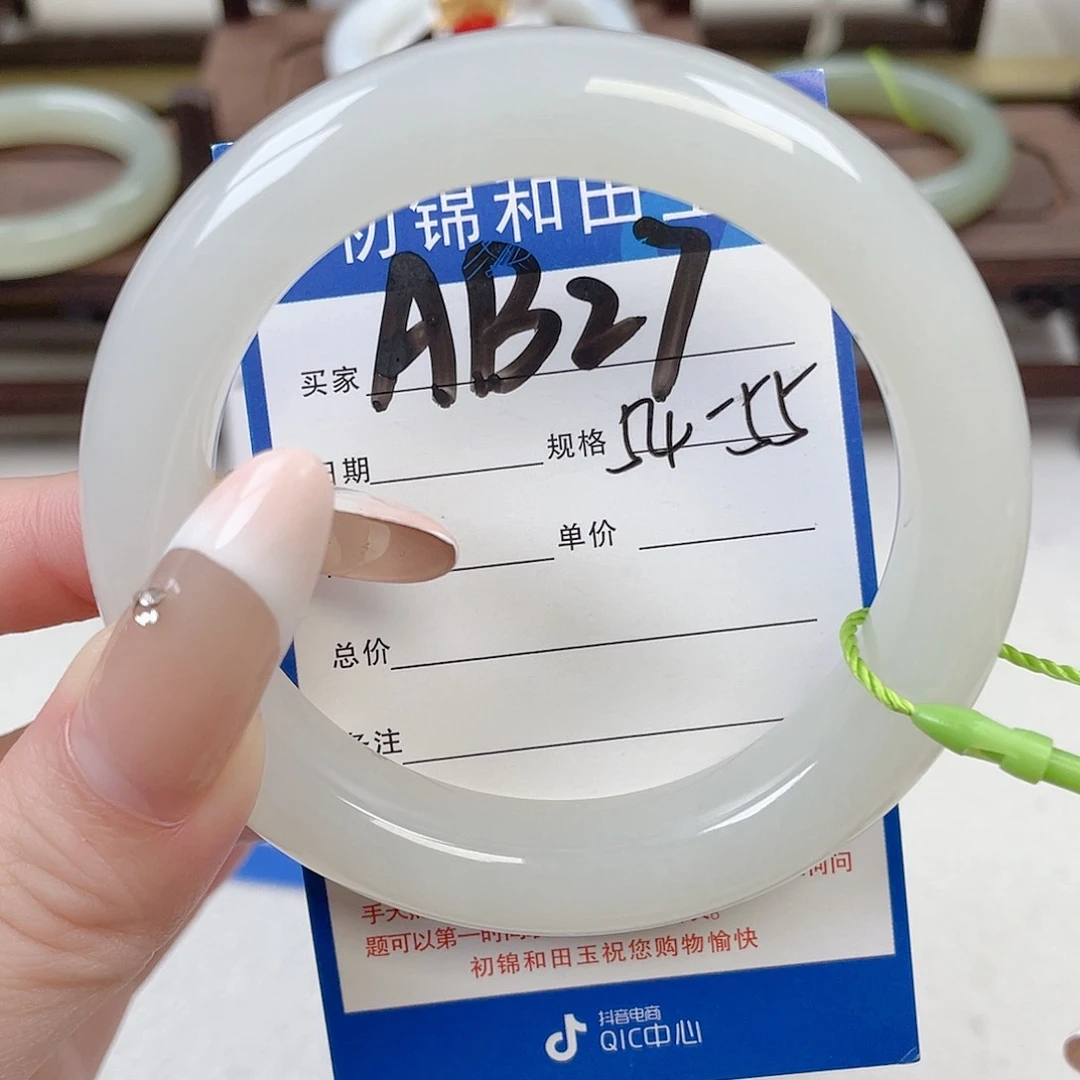 初锦和田玉
买家 AB27
日期 规格 54-55
单价
总价
备注
题可以第一时间
初锦和田玉祝您购物愉快
抖音电商
QIC中心